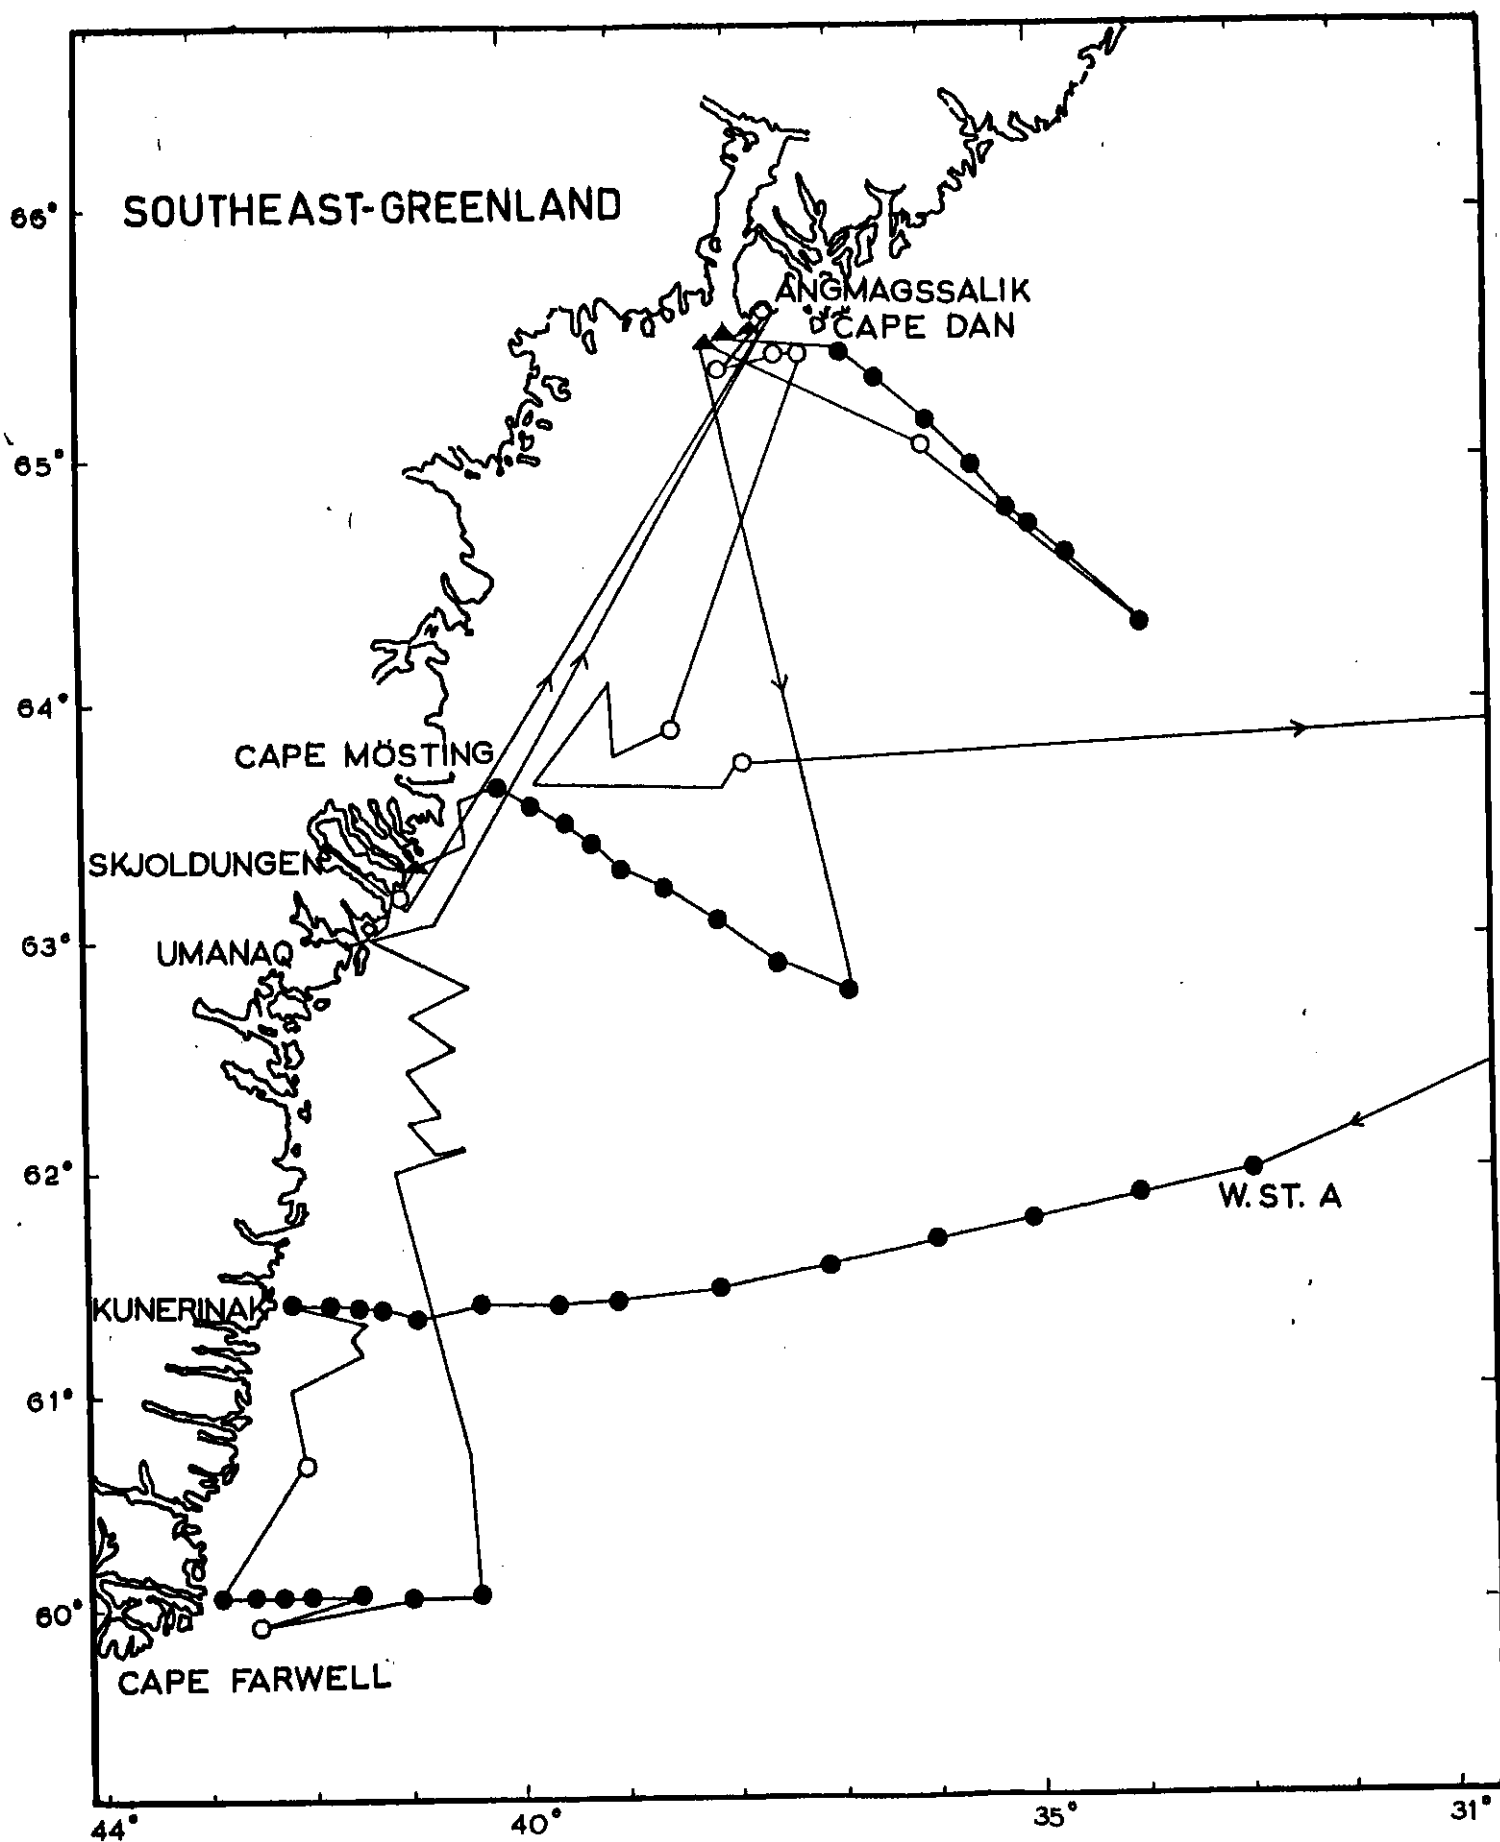 SOUTHEAST-GREENLAND
66°
ANGMAGSSALIK
CAPE DAN
65°
64°
CAPE MÖSTING
SKJOLDUNGEN
63°
UMANAQ
62°
W. ST. A
KUNERINAK
61°
60°
CAPE FARWELL
44°
40°
35°
31°